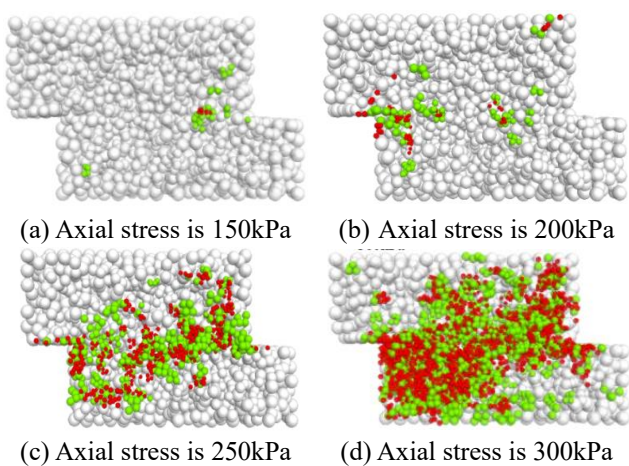 (a) Axial stress is 150kPa
(b) Axial stress is 200kPa
(c) Axial stress is 250kPa
(d) Axial stress is 300kPa